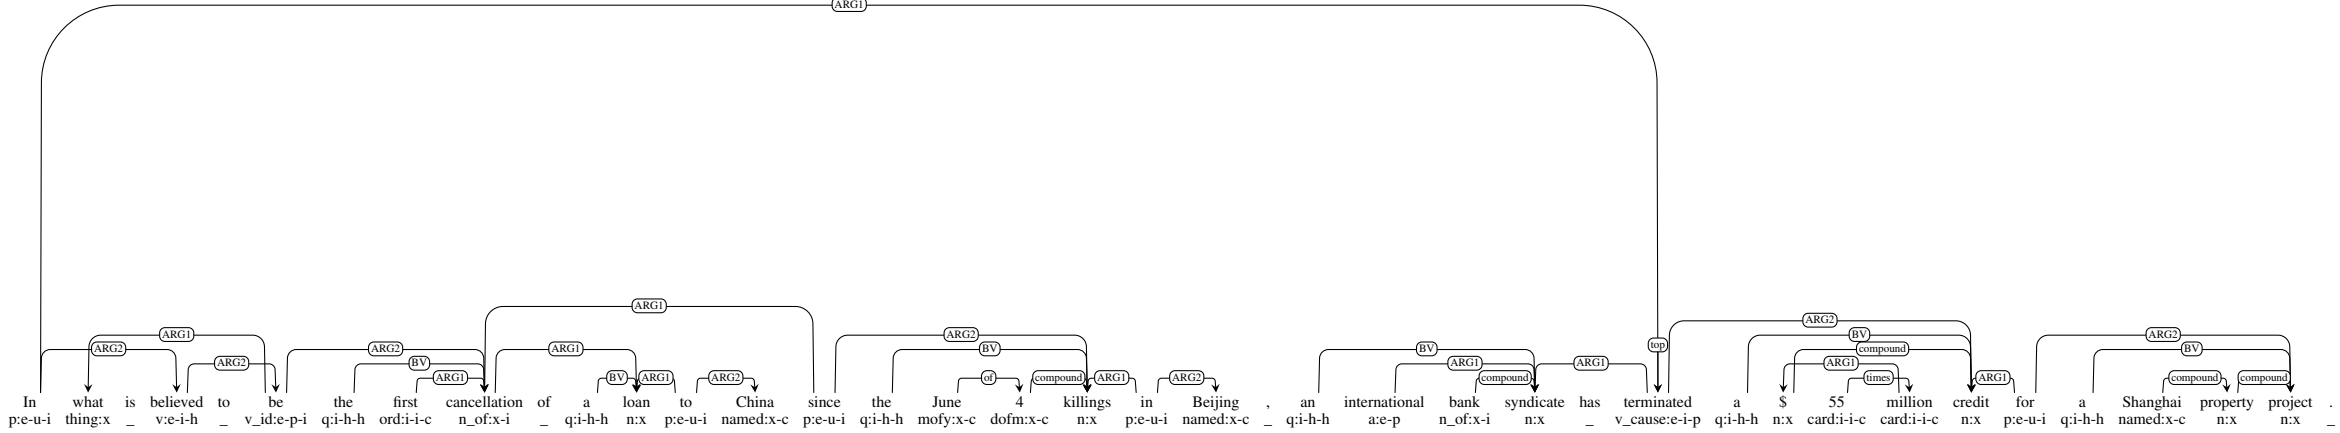 ARG1
ARG1
ARG1 ARG2
ARG2 ARG2 ARG1 ARG2 BV BV ARG2 BV compound ARG2 BV
ARG2 BV ARG1 ARG1 top ARG1
ARG1 BV ARG1 ARG2 of compound ARG1 ARG2 compound times ARG1 compound compound
In what is believed to be the first cancellation of a loan to China since the June 4 killings in Beijing , an international bank syndicate has terminated a $ 55 million credit for a Shanghai property project .
p:e-u-i thing:x _ v:e-i-h _ v_id:e-p-i q:i-h-h ord:i-i-c n_of:x-i _ q:i-h-h n:x p:e-u-i named:x-c p:e-u-i q:i-h-h mofy:x-c dofm:x-c n:x p:e-u-i named:x-c _ q:i-h-h a:e-p n_of:x-i n:x _ v_cause:e-i-p q:i-h-h n:x card:i-i-c card:i-i-c n:x p:e-u-i q:i-h-h named:x-c n:x n:x _